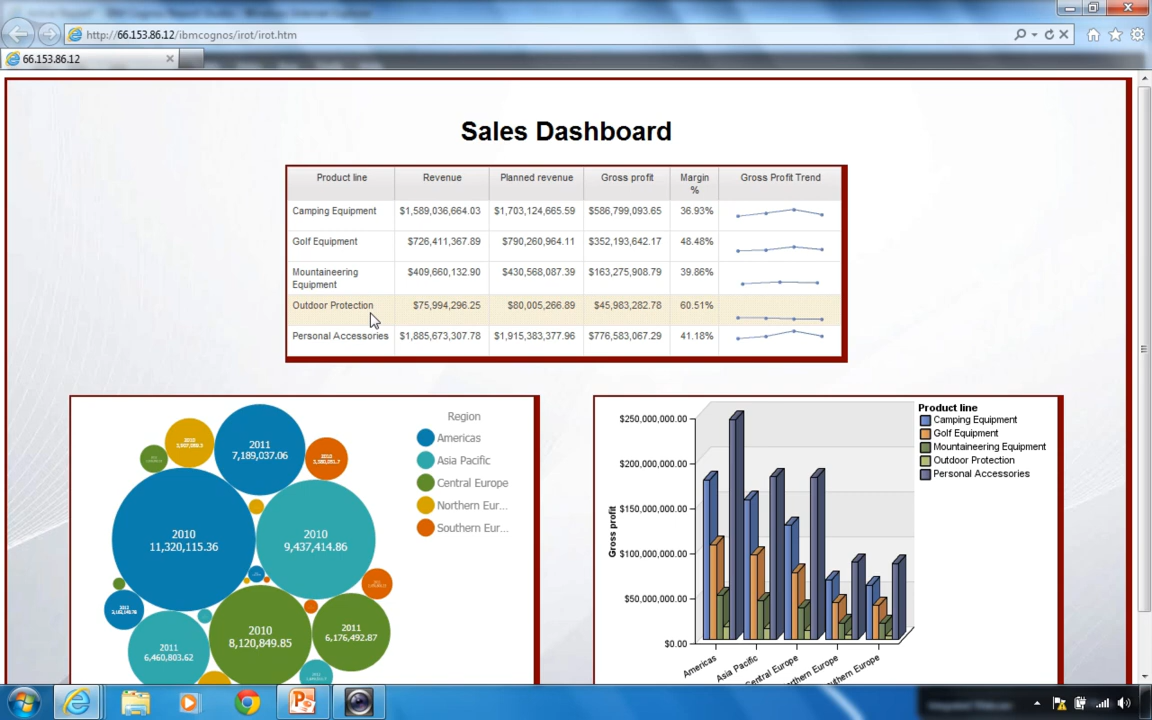 http://66.153.86.12/ibmcognos/irot/irot.htm
66.153.86.12
Sales Dashboard
Product line Revenue Planned revenue Gross profit Margin % Gross Profit Trend
Camping Equipment $1,589,036,664.03 $1,703,124,665.59 $586,799,093.65 36.93%
Golf Equipment $726,411,367.89 $790,260,964.11 $352,193,642.17 48.48%
Mountaineering Equipment $409,660,132.90 $430,568,087.39 $163,275,908.79 39.86%
Outdoor Protection $75,994,296.25 $80,005,266.89 $45,983,282.78 60.51%
Personal Accessories $1,885,673,307.78 $1,915,383,377.96 $776,583,067.29 41.18%
2011
7,189,037.06
2010
2010
2010
11,320,115.36
2010
9,437,414.86
2010
8,120,849.85
2011
6,176,492.87
2011
6,460,803.62
Region
Americas
Asia Pacific
Central Europe
Northern Eur...
Southern Eur...
Gross profit
$250,000,000.00
$200,000,000.00
$150,000,000.00
$100,000,000.00
$50,000,000.00
$0.00
Americas
Asia Pacific
Central Europe
Northern Europe
outhern Europe
Product line
Camping Equipment
Golf Equipment
Mountaineering Equipment
Outdoor Protection
Personal Accessories